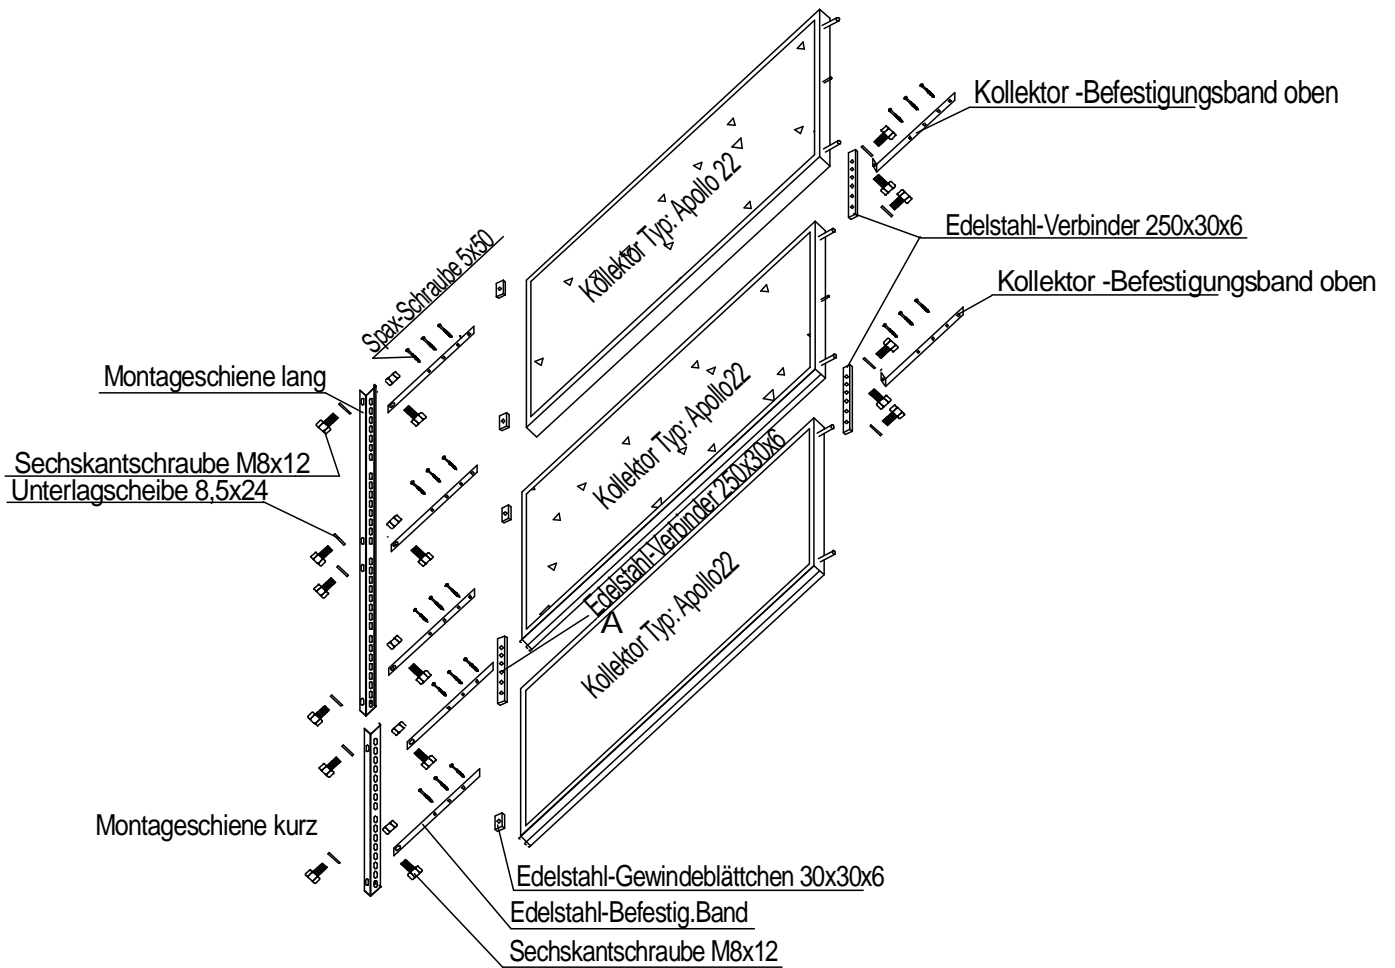 Kollektor -Befestigungsband oben
Kollektor Typ: Apollo 22
Edelstahl-Verbinder 250x30x6
Spax-Schraube 5x50
Kollektor -Befestigungsband oben
Montageschiene lang
Kollektor Typ: Apollo22
Sechskantschraube M8x12
Unterlagscheibe 8,5x24
Edelstahl-Verbinder 250x30x6
A
Kollektor Typ: Apollo22
Montageschiene kurz
Edelstahl-Gewindeblättchen 30x30x6
Edelstahl-Befestig.Band
Sechskantschraube M8x12